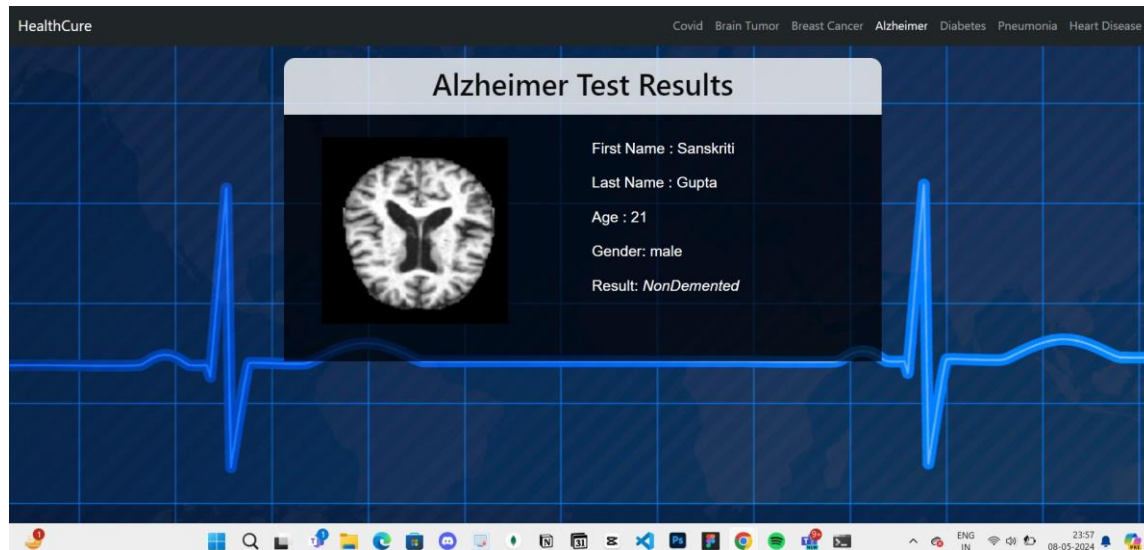 HealthCure Covid Brain Tumor Breast Cancer Alzheimer Diabetes Pneumonia Heart Disease
Alzheimer Test Results
First Name : Sanskriti
Last Name : Gupta
Age : 21
Gender: male
Result: NonDemented
ENG 23:57
IN 08-05-2024